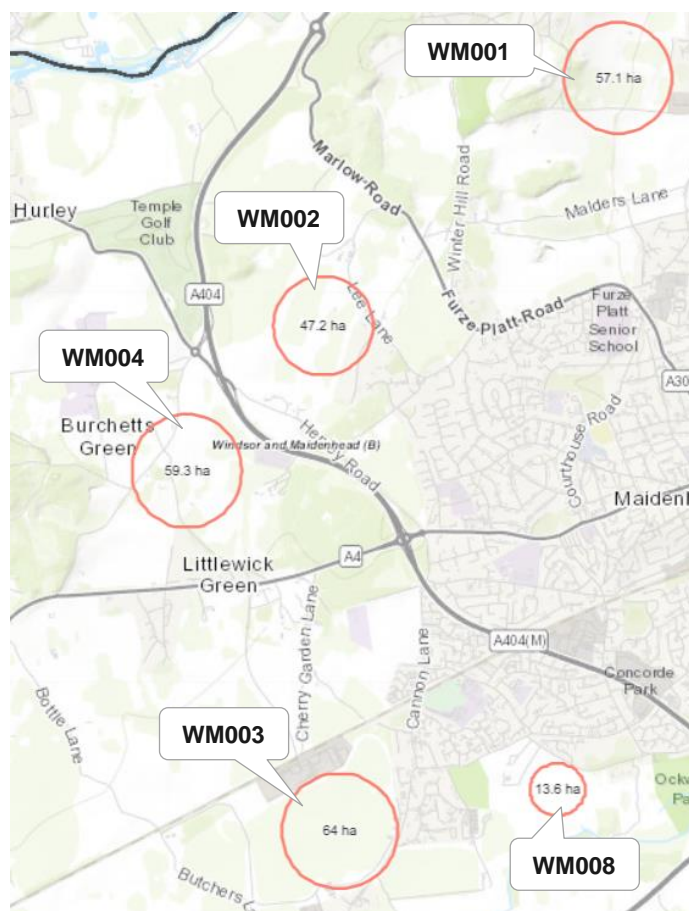 WM001
57.1 ha
Marlow-Road
Winter Hill Road
Malders Lane
Hurley
Temple
Golf
Club
WM002
A404
Lee Lane
47.2 ha
Furze-Platt-Road
Furze
Platt
Senior
School
WM004
A30
Burchetts
Green
59.3 ha
Windsor and Maidenhead (B)
Henley Road
Courthouse Road
Maidenh
A4
Littlewick
Green
Cherry Garden Lane
Cannon Lane
A404(M)
Concorde
Park
Bottle Lane
WM003
64 ha
13.6 ha
Ockw
Pa
WM008
Butchers